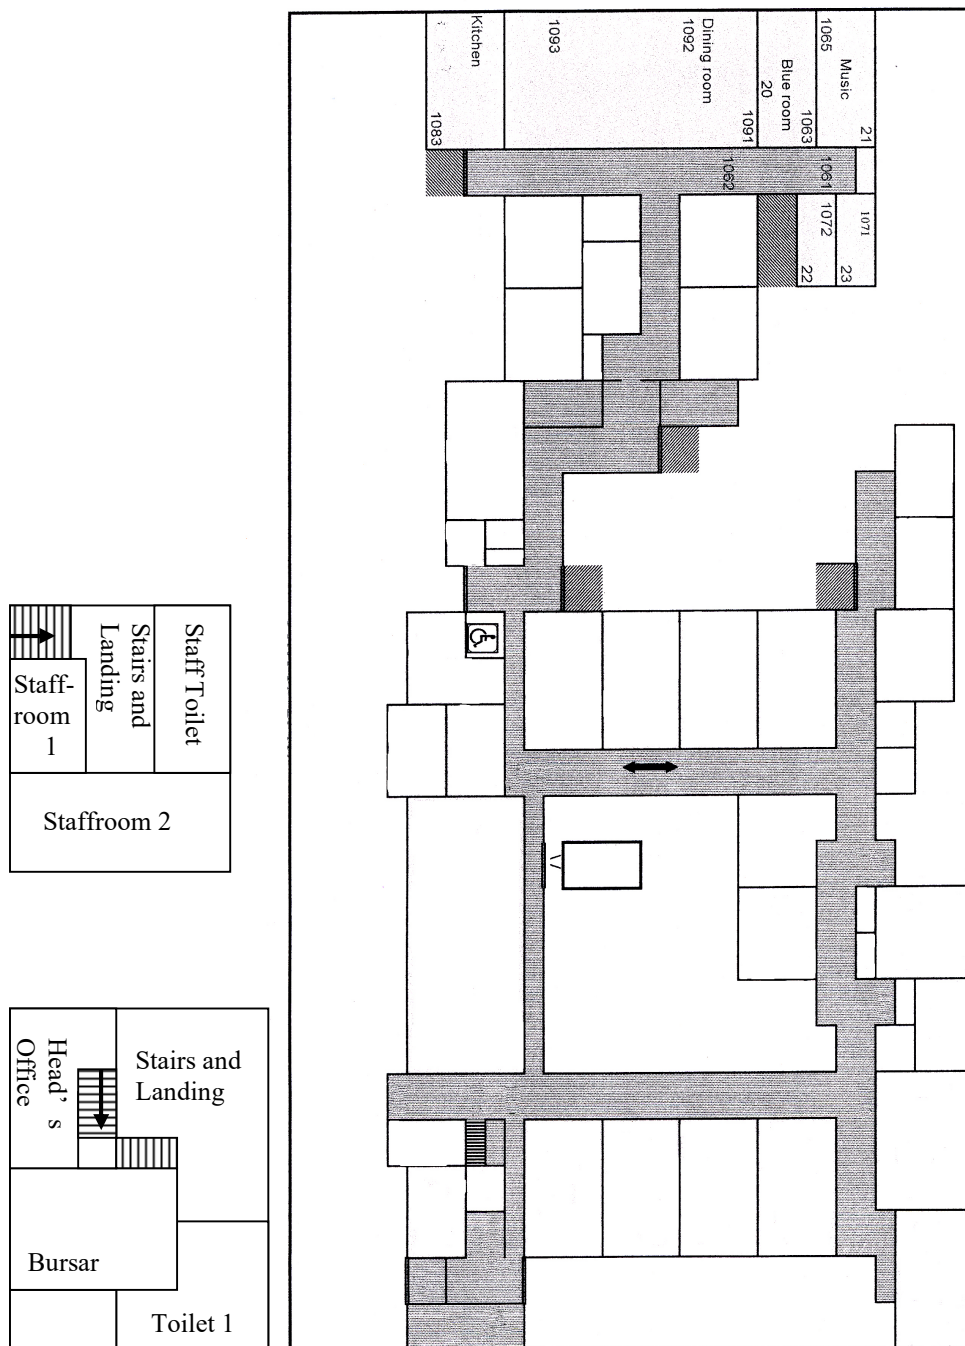 Kitchen
1083
1093
Dining room
1092
1091
Blue room
20
1063
1065
Music
21
1062
1061
1072
22
1071
23
Staff-
room
1
Stairs and
Landing
Staff Toilet
Staffroom 2
Head' s
Office
Stairs and
Landing
Bursar
Toilet 1